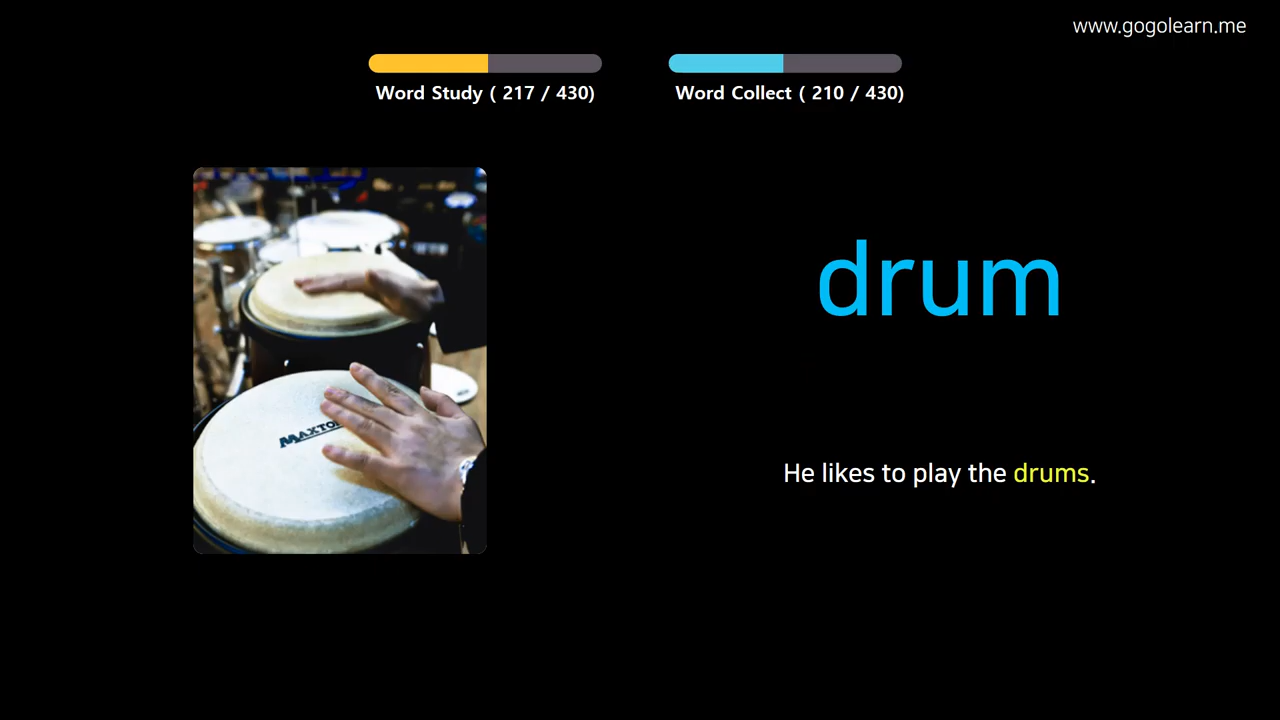 www.gogolearn.me
Word Study ( 217 / 430)
Word Collect ( 210 / 430)
drum
He likes to play the drums.